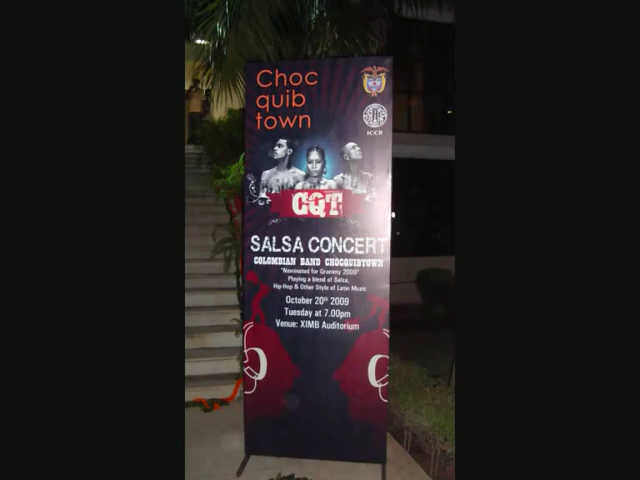 Choc
quib
town
ICCR
CQT
SALSA CONCERT
COLOMBIAN BAND CHOCQUIBTOWN
"Nominated for Grammy 2009"
Playing a blend of Salsa,
Hip-Hop & Other Style of Latin Music
October 20th 2009
Tuesday at 7.00pm
Venue: XIMB Auditorium